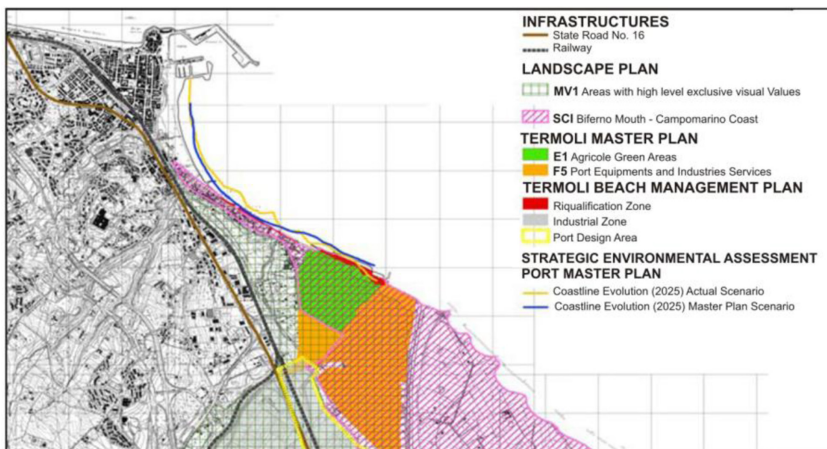 INFRASTRUCTURES
State Road No. 16
Railway
LANDSCAPE PLAN
MV1 Areas with high level exclusive visual Values
SCI Biferno Mouth - Campomarino Coast
TERMOLI MASTER PLAN
E1 Agricole Green Areas
F5 Port Equipments and Industries Services
TERMOLI BEACH MANAGEMENT PLAN
Riqualification Zone
Industrial Zone
Port Design Area
STRATEGIC ENVIRONMENTAL ASSESSMENT
PORT MASTER PLAN
Coastline Evolution (2025) Actual Scenario
Coastline Evolution (2025) Master Plan Scenario